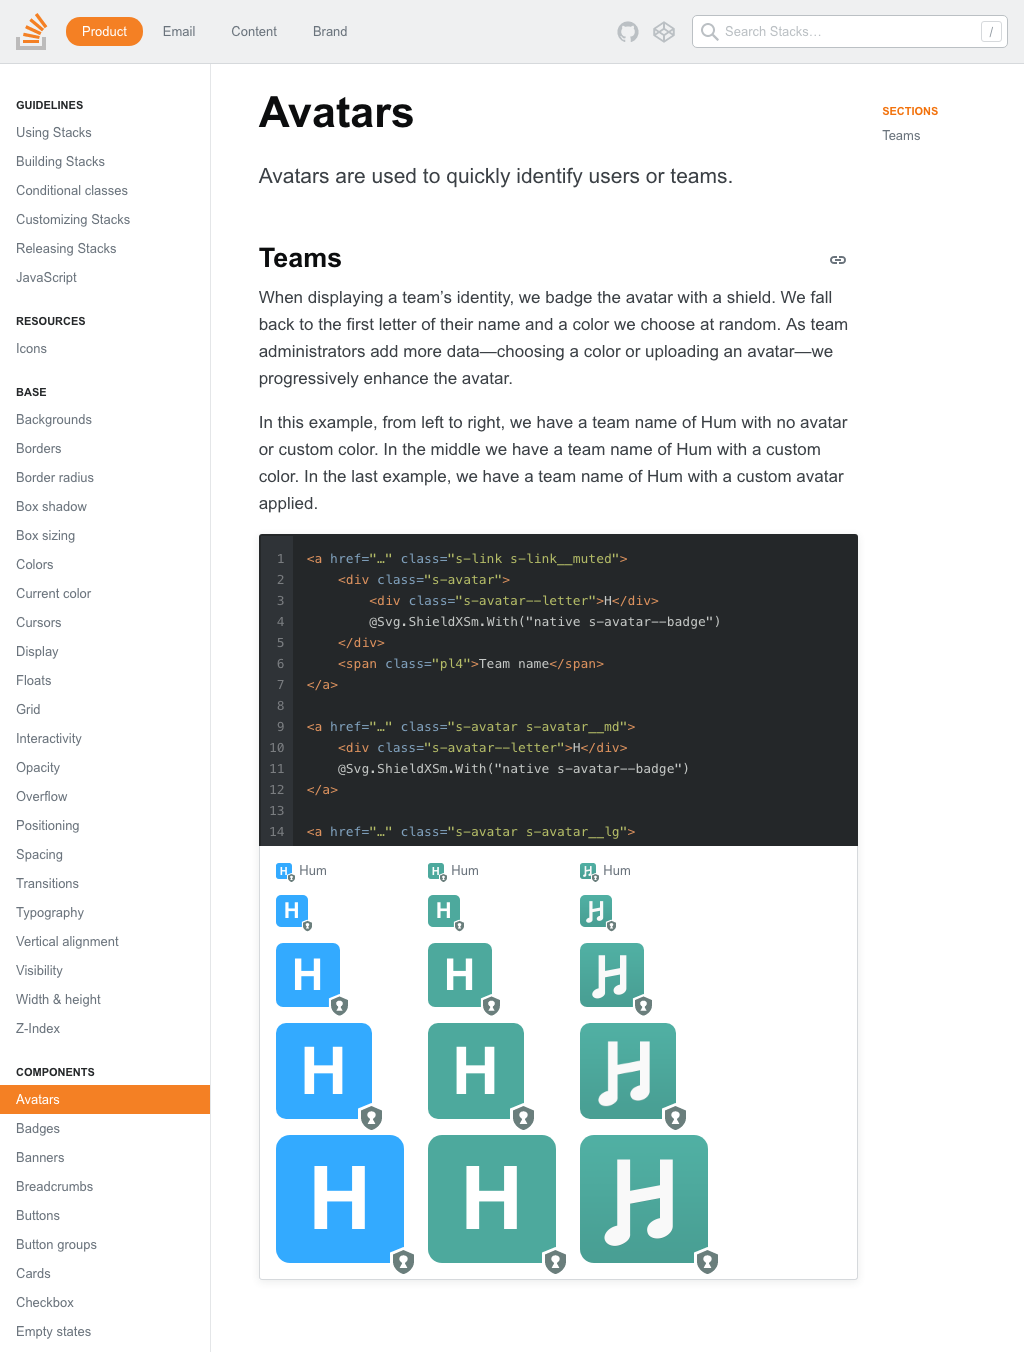 Product
Email
Content
Brand
Search Stacks…
/
GUIDELINES
Using Stacks
Building Stacks
Conditional classes
Customizing Stacks
Releasing Stacks
JavaScript
RESOURCES
Icons
BASE
Backgrounds
Borders
Border radius
Box shadow
Box sizing
Colors
Current color
Cursors
Display
Floats
Grid
Interactivity
Opacity
Overflow
Positioning
Spacing
Transitions
Typography
Vertical alignment
Visibility
Width & height
Z-Index
COMPONENTS
Avatars
Badges
Banners
Breadcrumbs
Buttons
Button groups
Cards
Checkbox
Empty states
Avatars
Avatars are used to quickly identify users or teams.
Teams
When displaying a team’s identity, we badge the avatar with a shield. We fall
back to the first letter of their name and a color we choose at random. As team
administrators add more data—choosing a color or uploading an avatar—we
progressively enhance the avatar.
In this example, from left to right, we have a team name of Hum with no avatar
or custom color. In the middle we have a team name of Hum with a custom
color. In the last example, we have a team name of Hum with a custom avatar
applied.
1 <a href="…" class="s-link s-link__muted">
2     <div class="s-avatar">
3         <div class="s-avatar--letter">H</div>
4         @Svg.ShieldXSm.With("native s-avatar--badge")
5     </div>
6     <span class="pl4">Team name</span>
7 </a>
8
9 <a href="…" class="s-avatar s-avatar__md">
10     <div class="s-avatar--letter">H</div>
11     @Svg.ShieldXSm.With("native s-avatar--badge")
12 </a>
13
14 <a href="…" class="s-avatar s-avatar__lg">
H Hum H Hum H Hum
H H H
H H H
H H H
H H H
SECTIONS
Teams